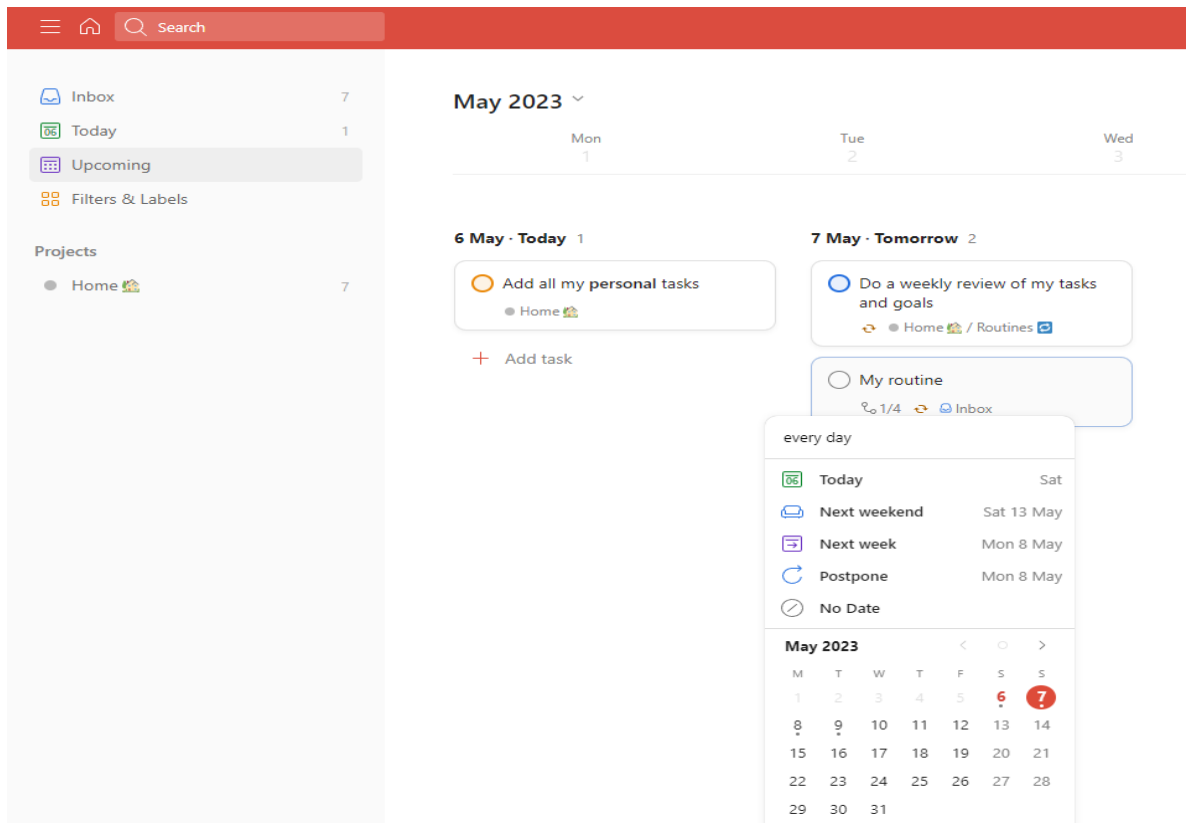 Search
Inbox 7
06 Today 1
Upcoming
Filters & Labels
Projects
Home 7
May 2023
Mon Tue Wed
1 2 3
6 May · Today 1
Add all my personal tasks
Home
Add task
7 May · Tomorrow 2
Do a weekly review of my tasks
and goals
Home / Routines
My routine
1/4 Inbox
every day
06 Today Sat
Next weekend Sat 13 May
Next week Mon 8 May
Postpone Mon 8 May
No Date
May 2023
M T W T F S S
1 2 3 4 5 6 7
8 9 10 11 12 13 14
15 16 17 18 19 20 21
22 23 24 25 26 27 28
29 30 31